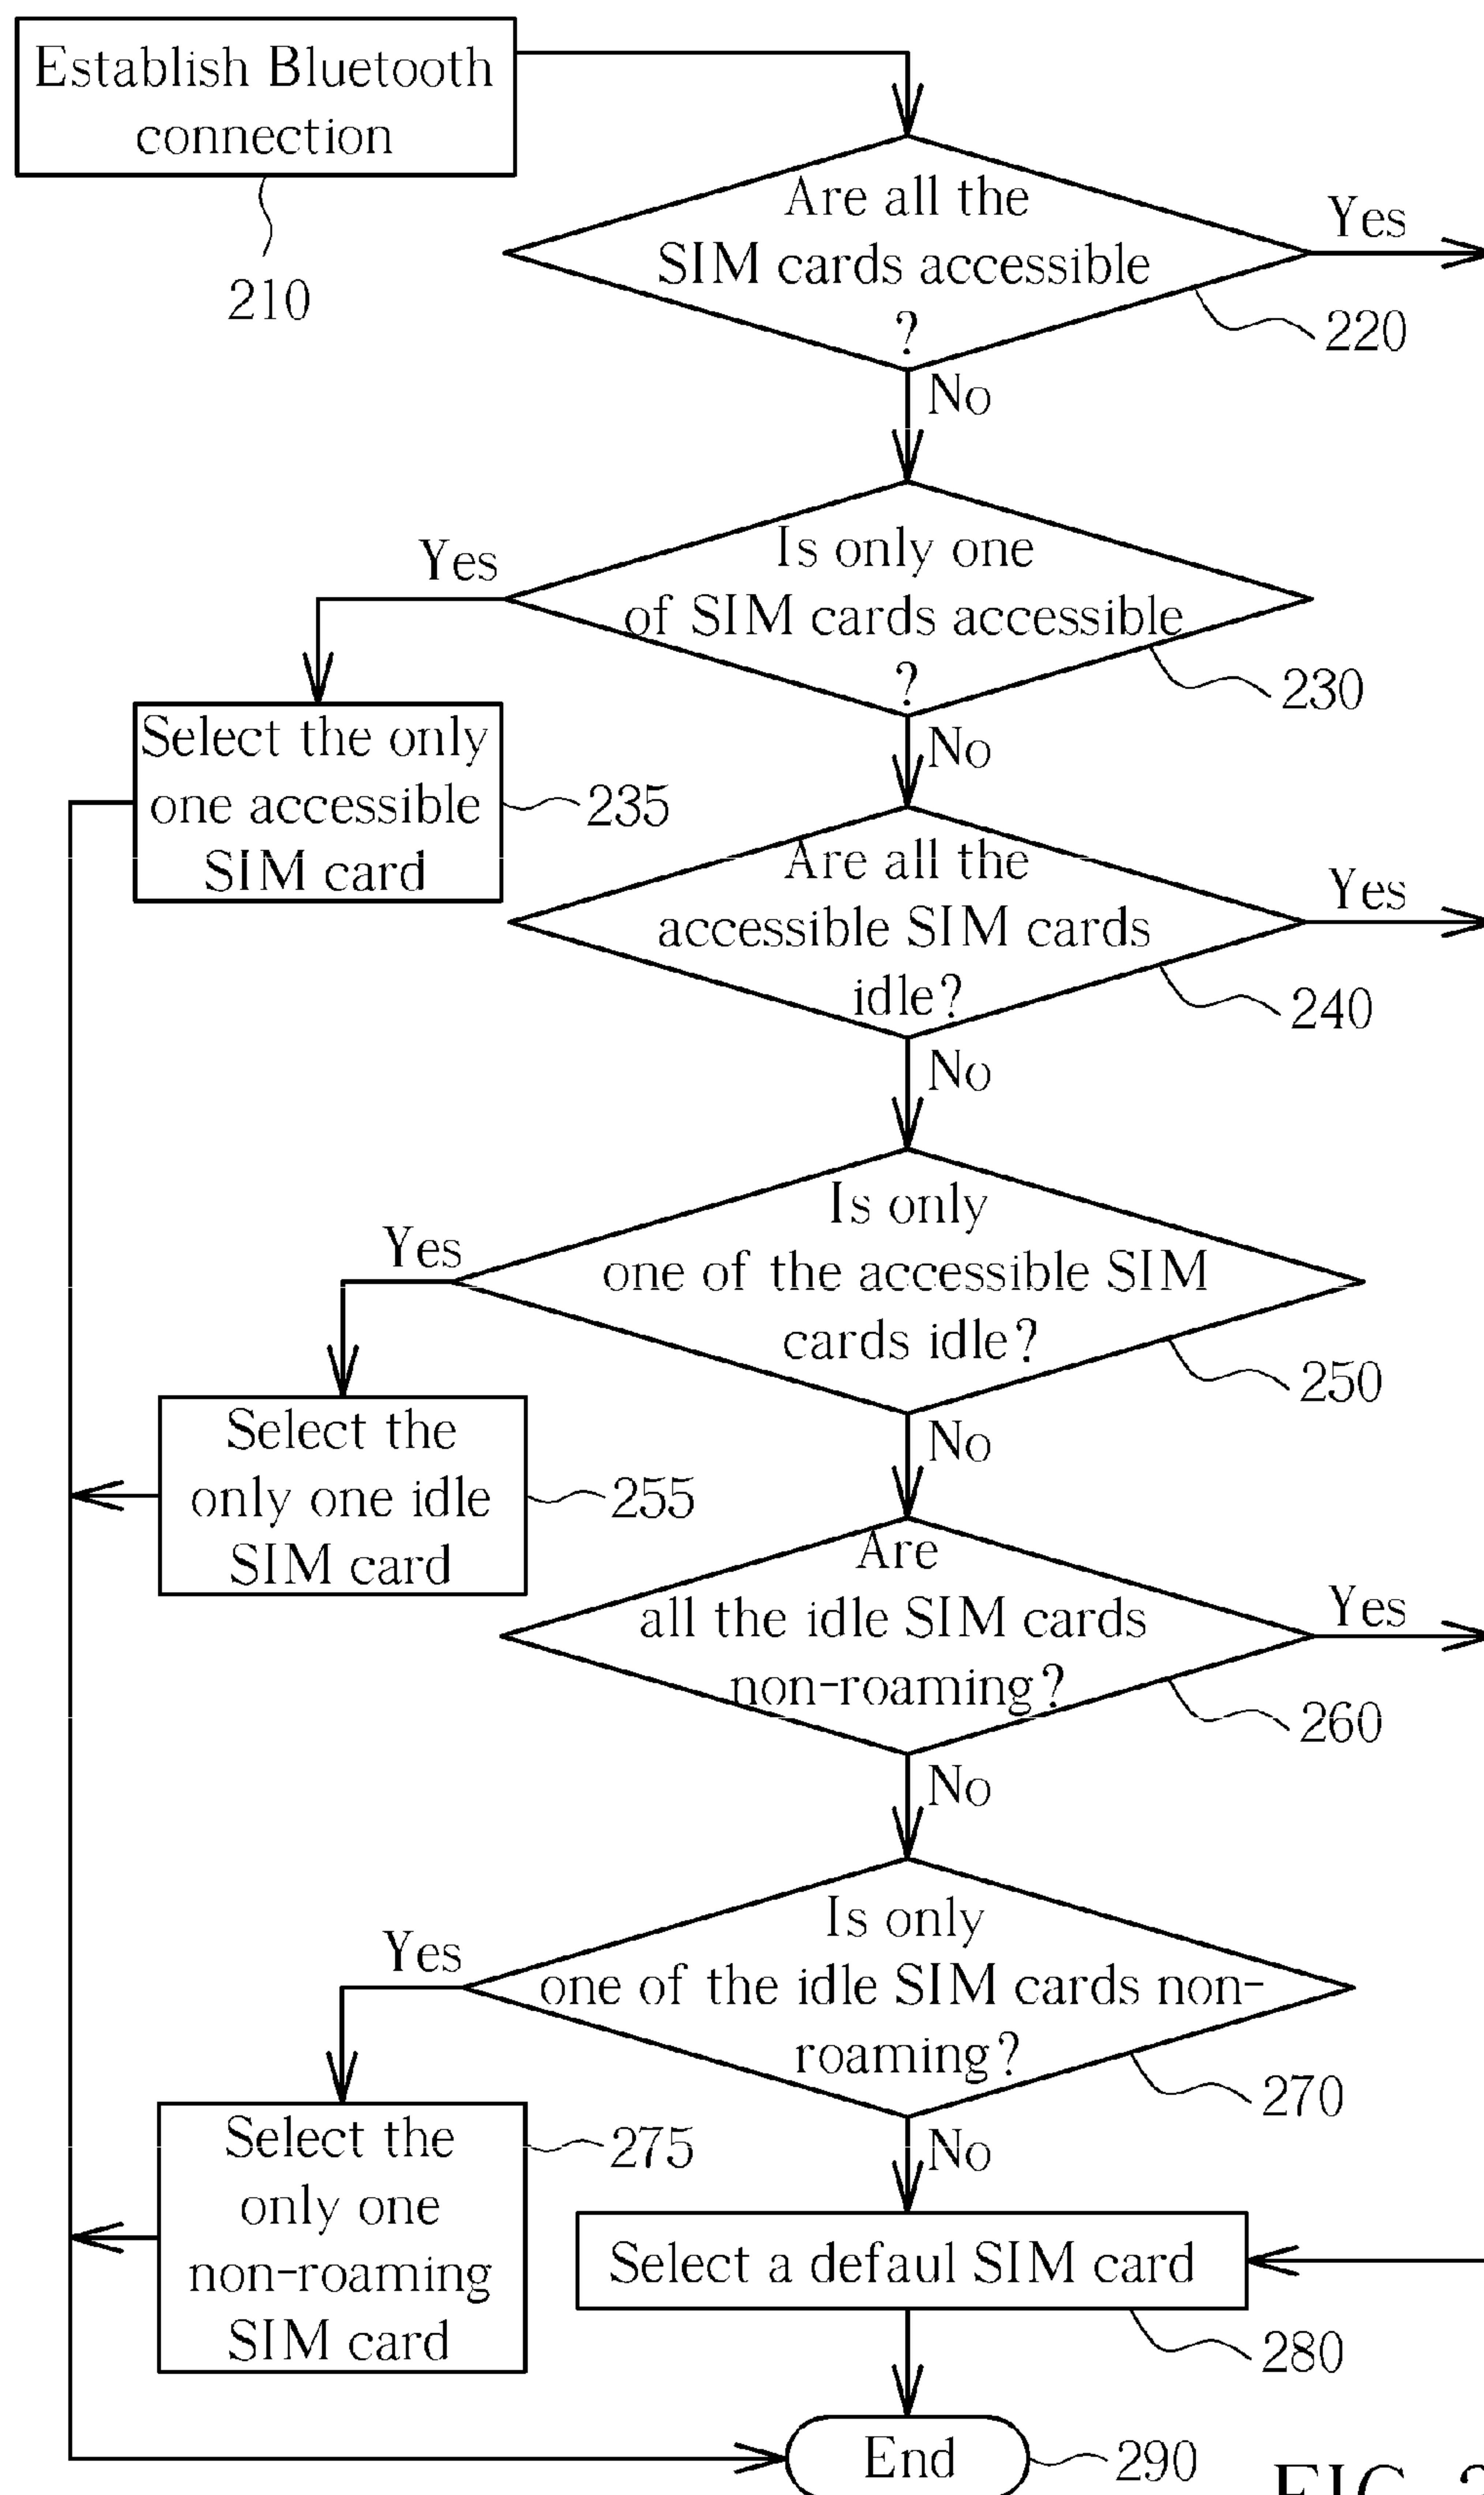 Establish Bluetooth
connection
210
Are all the
SIM cards accessible
?
Yes
220
No
Is only one
of SIM cards accessible
?
Yes
230
No
Select the only
one accessible
SIM card
235
Are all the
accessible SIM cards
idle?
Yes
240
No
Is only
one of the accessible SIM
cards idle?
Yes
250
No
Select the
only one idle
SIM card
255
Are
all the idle SIM cards
non-roaming?
Yes
260
No
Is only
one of the idle SIM cards non-
roaming?
Yes
270
No
Select the
only one
non-roaming
SIM card
275
Select a defaul SIM card
280
End
290
FIG.